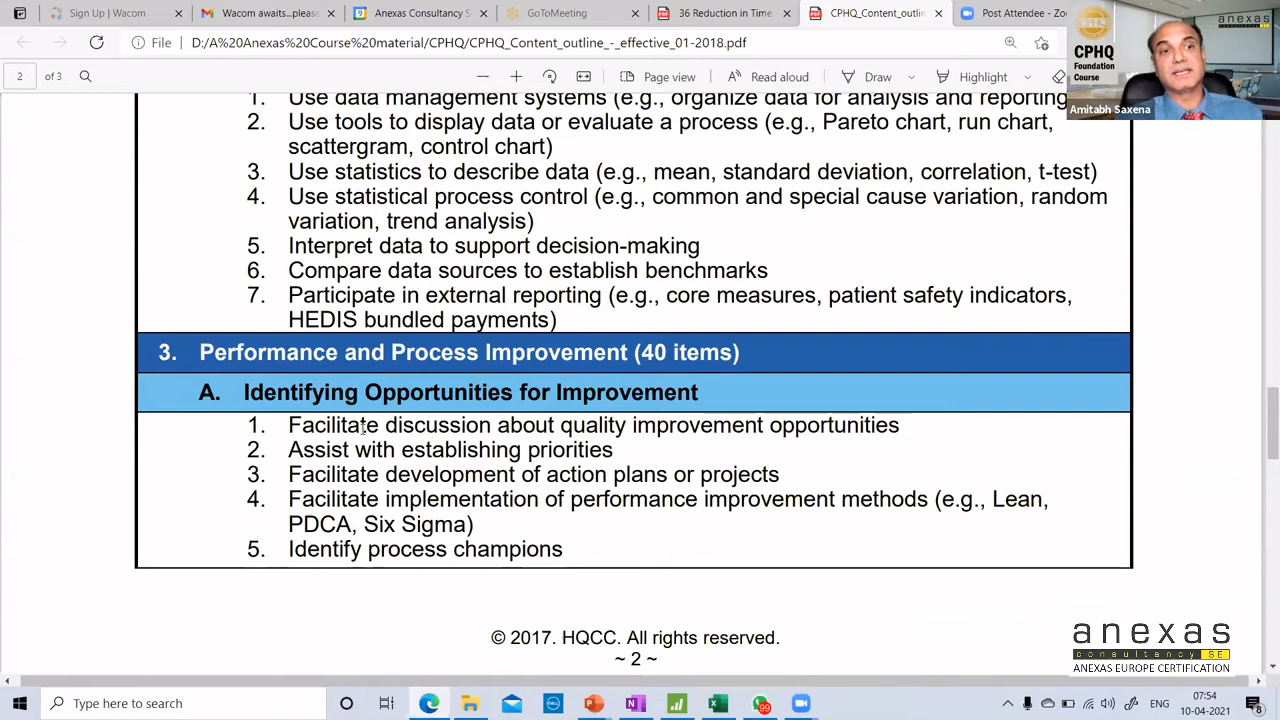 Sign Up | Wacom
Wacom awaits...please
Anexas Consultancy S
GoToMeeting
36 Reduction in Time
CPHQ_Content_outlin
Post Attendee - Zo
File
D:/A%20Anexas%20Course%20material/CPHQ/CPHQ_Content_outline_-_effective_01-2018.pdf
2 of 3
Page view
Read aloud
Draw
Highlight
CPHQ
Foundation
Course
anexas
Amitabh Saxena
1. Use data management systems (e.g., organize data for analysis and reporting
2. Use tools to display data or evaluate a process (e.g., Pareto chart, run chart,
scattergram, control chart)
3. Use statistics to describe data (e.g., mean, standard deviation, correlation, t-test)
4. Use statistical process control (e.g., common and special cause variation, random
variation, trend analysis)
5. Interpret data to support decision-making
6. Compare data sources to establish benchmarks
7. Participate in external reporting (e.g., core measures, patient safety indicators,
HEDIS bundled payments)
3. Performance and Process Improvement (40 items)
A. Identifying Opportunities for Improvement
1. Facilitate discussion about quality improvement opportunities
2. Assist with establishing priorities
3. Facilitate development of action plans or projects
4. Facilitate implementation of performance improvement methods (e.g., Lean,
PDCA, Six Sigma)
5. Identify process champions
© 2017. HQCC. All rights reserved.
~ 2 ~
anexas
consultancy SE
ANEXAS EUROPE CERTIFICATION
Type here to search
99
ENG
07:54
10-04-2021
8